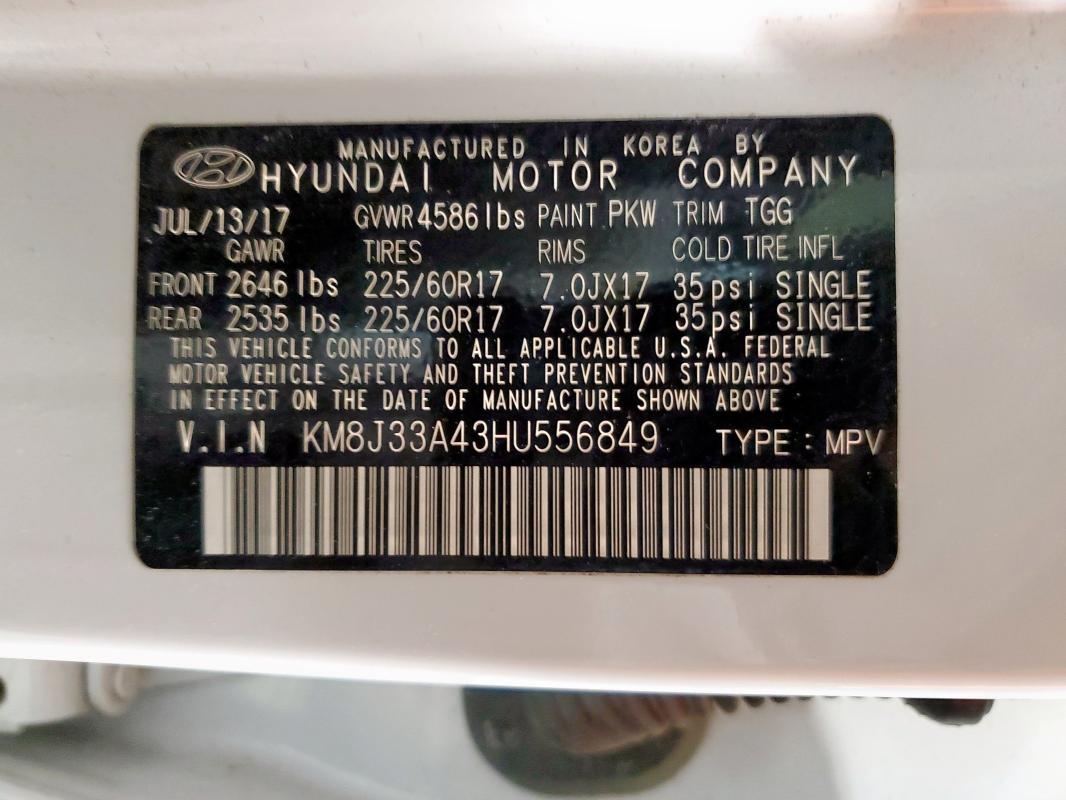 MANUFACTURED IN KOREA BY
HYUNDAI MOTOR COMPANY
JUL/13/17 GVWR 4586 lbs PAINT PKW TRIM TGG
GAWR TIRES RIMS COLD TIRE INFL
FRONT 2646 lbs 225/60R17 7.0JX17 35psi SINGLE
REAR 2535 lbs 225/60R17 7.0JX17 35psi SINGLE
THIS VEHICLE CONFORMS TO ALL APPLICABLE U.S.A. FEDERAL
MOTOR VEHICLE SAFETY AND THEFT PREVENTION STANDARDS
IN EFFECT ON THE DATE OF MANUFACTURE SHOWN ABOVE
V.I.N KM8J33A43HU556849 TYPE : MPV